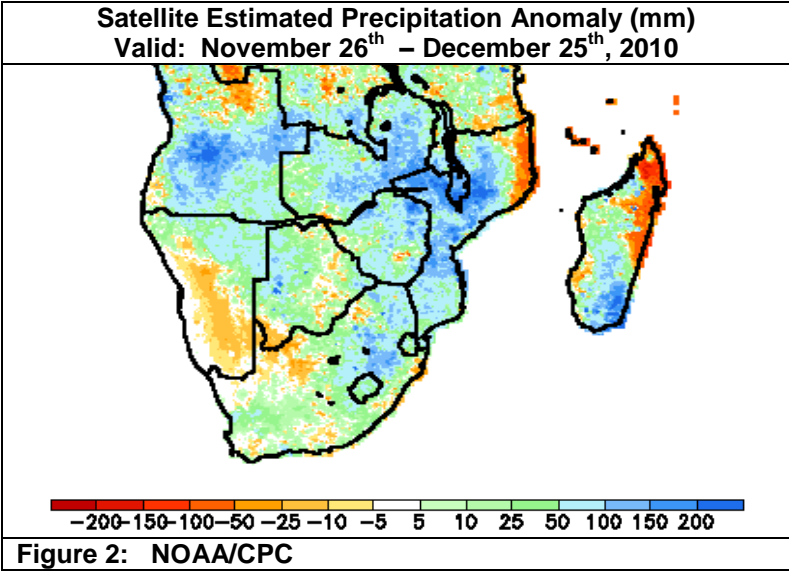 Satellite Estimated Precipitation Anomaly (mm)
Valid: November 26th – December 25th, 2010
−200−150−100−50 −25 −10 −5 5 10 25 50 100 150 200
Figure 2: NOAA/CPC